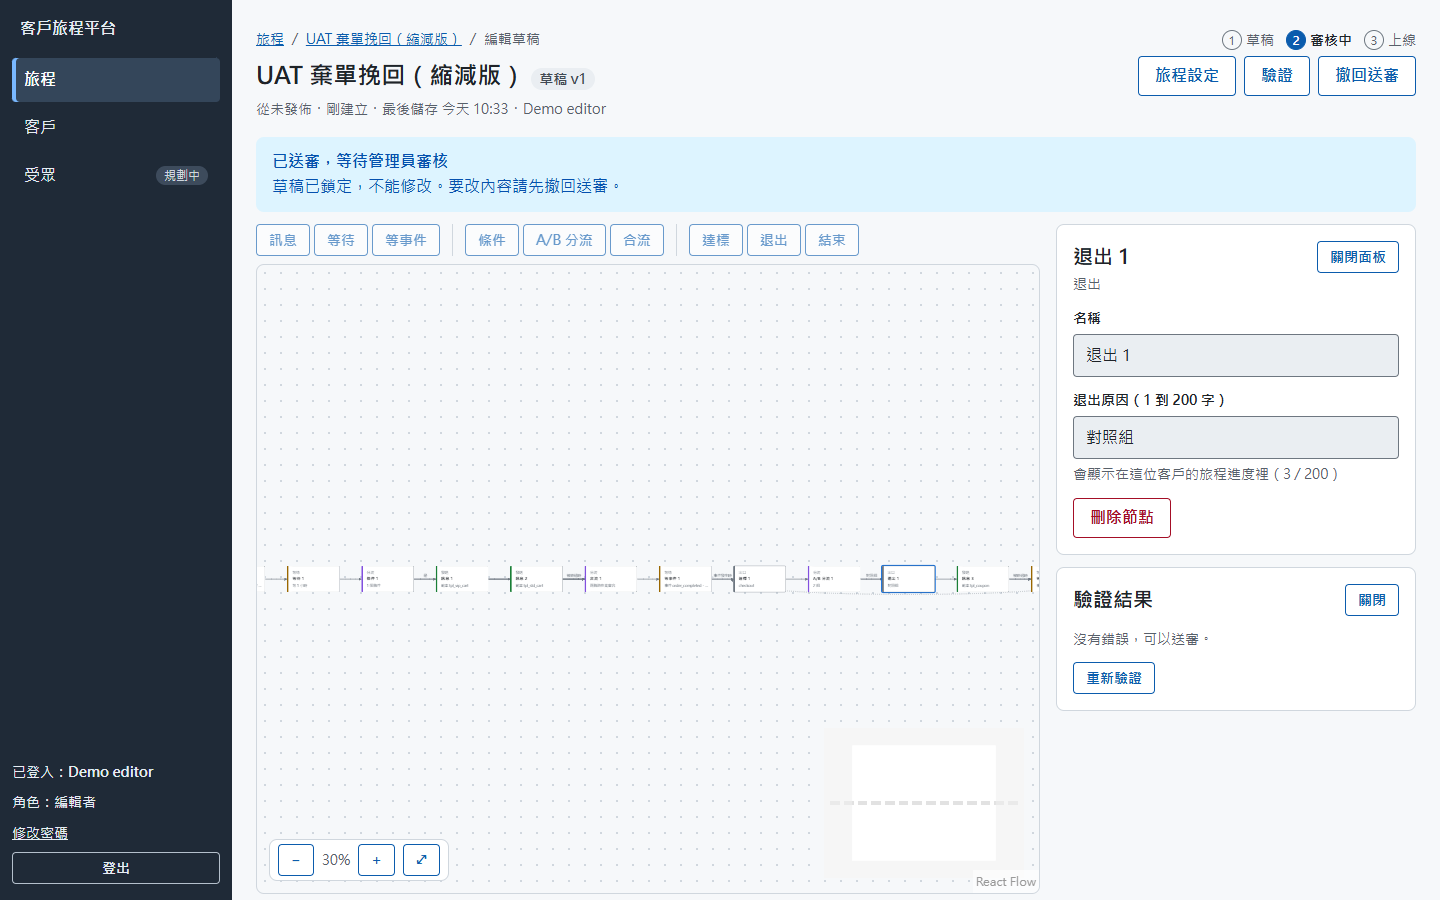 客戶旅程平台
旅程
客戶
受眾 規劃中
已登入：Demo editor
角色：編輯者
修改密碼
登出
旅程 / UAT 棄單挽回（縮減版） / 編輯草稿
UAT 棄單挽回（縮減版） 草稿 v1
從未發佈 · 剛建立 · 最後儲存 今天 10:33 · Demo editor
1 草稿 2 審核中 3 上線
旅程設定 驗證 撤回送審
已送審，等待管理員審核
草稿已鎖定，不能修改。要改內容請先撤回送審。
訊息 等待 等事件 條件 A/B 分流 合流 達標 退出 結束
− 30% +
React Flow
退出 1 關閉面板
退出
名稱
退出 1
退出原因（1 到 200 字）
對照組
會顯示在這位客戶的旅程進度裡（3 / 200）
刪除節點
驗證結果 關閉
沒有錯誤，可以送審。
重新驗證